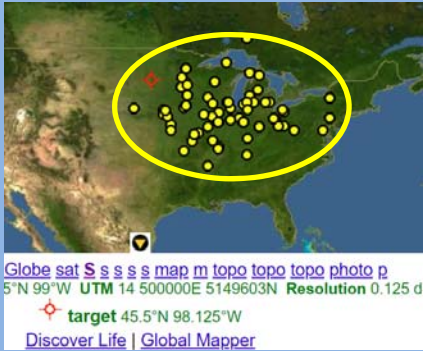 Globe sat S s s s s map m topo topo topo photo p
5°N 99°W UTM 14 500000E 5149603N Resolution 0.125 d
target 45.5°N 98.125°W
Discover Life | Global Mapper